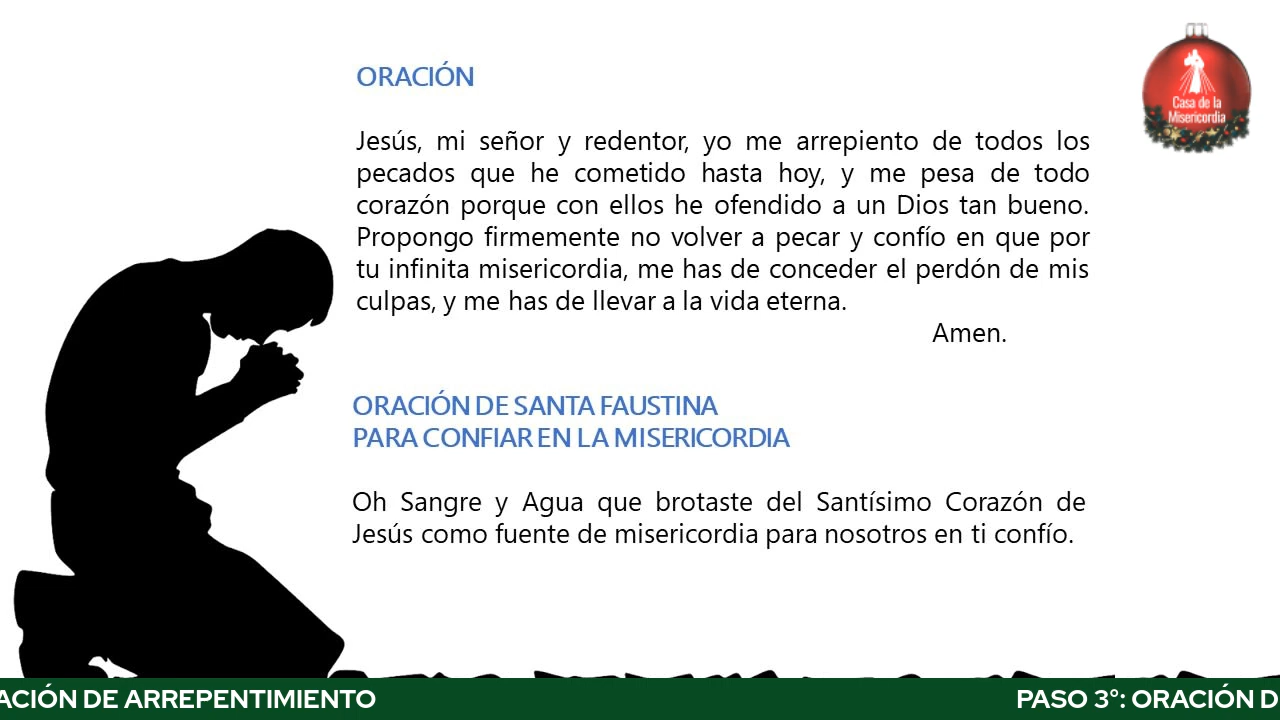 ORACIÓN
Jesús, mi señor y redentor, yo me arrepiento de todos los
pecados que he cometido hasta hoy, y me pesa de todo
corazón porque con ellos he ofendido a un Dios tan bueno.
Propongo firmemente no volver a pecar y confío en que por
tu infinita misericordia, me has de conceder el perdón de mis
culpas, y me has de llevar a la vida eterna.
Amen.
ORACIÓN DE SANTA FAUSTINA
PARA CONFIAR EN LA MISERICORDIA
Oh Sangre y Agua que brotaste del Santísimo Corazón de
Jesús como fuente de misericordia para nosotros en ti confío.
Casa de la
Misericordia
ACIÓN DE ARREPENTIMIENTO
PASO 3°: ORACIÓN D